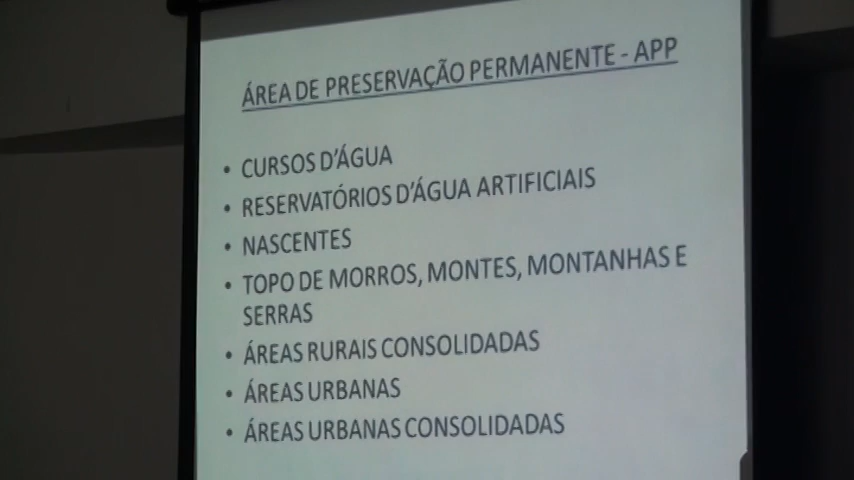 ÁREA DE PRESERVAÇÃO PERMANENTE - APP
• CURSOS D'ÁGUA
• RESERVATÓRIOS D'ÁGUA ARTIFICIAIS
• NASCENTES
• TOPO DE MORROS, MONTES, MONTANHAS E
SERRAS
• ÁREAS RURAIS CONSOLIDADAS
• ÁREAS URBANAS
• ÁREAS URBANAS CONSOLIDADAS